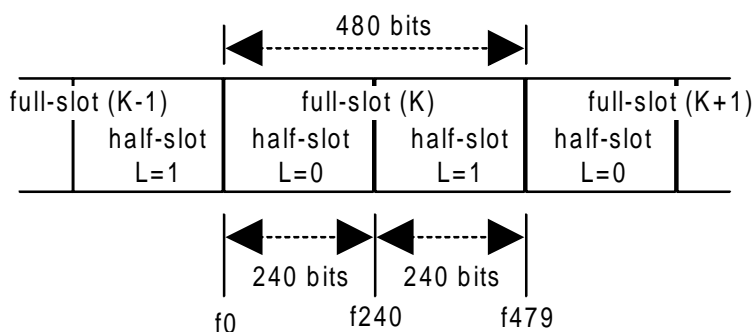 480 bits
full-slot (K-1) full-slot (K) full-slot (K+1)
half-slot half-slot half-slot half-slot
L=1 L=0 L=1 L=0
240 bits 240 bits
f0 f240 f479